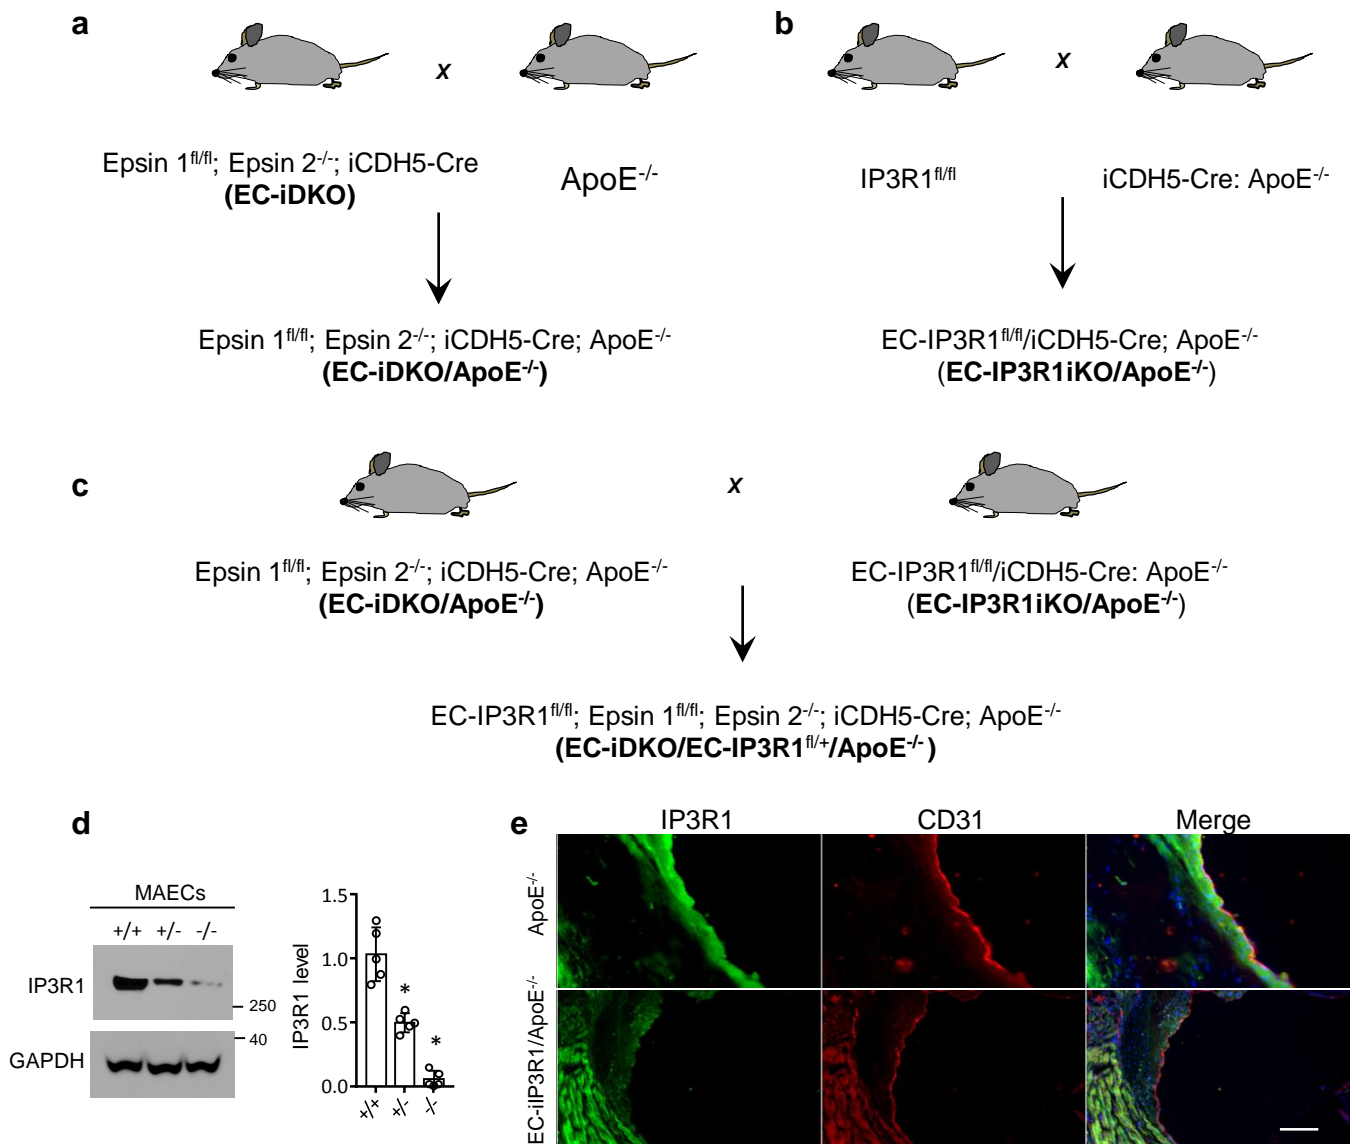 a
b
x
x
Epsin 1fl/fl; Epsin 2-/-; iCDH5-Cre
(EC-iDKO)
ApoE-/-
IP3R1fl/fl
iCDH5-Cre: ApoE-/-
Epsin 1fl/fl; Epsin 2-/-; iCDH5-Cre; ApoE-/-
(EC-iDKO/ApoE-/-)
EC-IP3R1fl/fl/iCDH5-Cre; ApoE-/-
(EC-IP3R1iKO/ApoE-/-)
c
x
Epsin 1fl/fl; Epsin 2-/-; iCDH5-Cre; ApoE-/-
(EC-iDKO/ApoE-/-)
EC-IP3R1fl/fl/iCDH5-Cre: ApoE-/-
(EC-IP3R1iKO/ApoE-/-)
EC-IP3R1fl/fl; Epsin 1fl/fl; Epsin 2-/-; iCDH5-Cre; ApoE-/-
(EC-iDKO/EC-IP3R1fl/+/ApoE-/-)
d
MAECs
+/+ +/- -/-
IP3R1
250
40
GAPDH
IP3R1 level
1.5
1.0
0.5
0.0
*
*
+/+
+/-
-/-
e
IP3R1
CD31
Merge
ApoE-/-
EC-iIP3R1/ApoE-/-